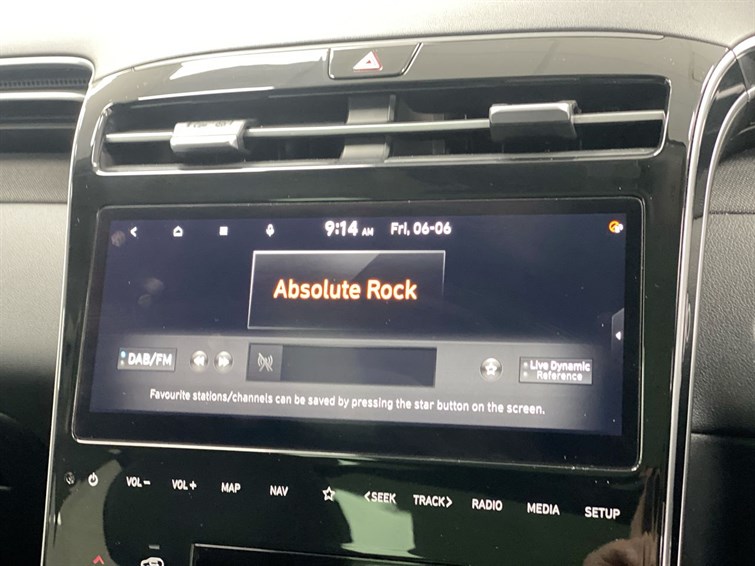 9:14 AM Fri, 06-06
Absolute Rock
DAB/FM
Live Dynamic
Reference
Favourite stations/channels can be saved by pressing the star button on the screen.
VOL− VOL+ MAP NAV <SEEK TRACK> RADIO MEDIA SETUP